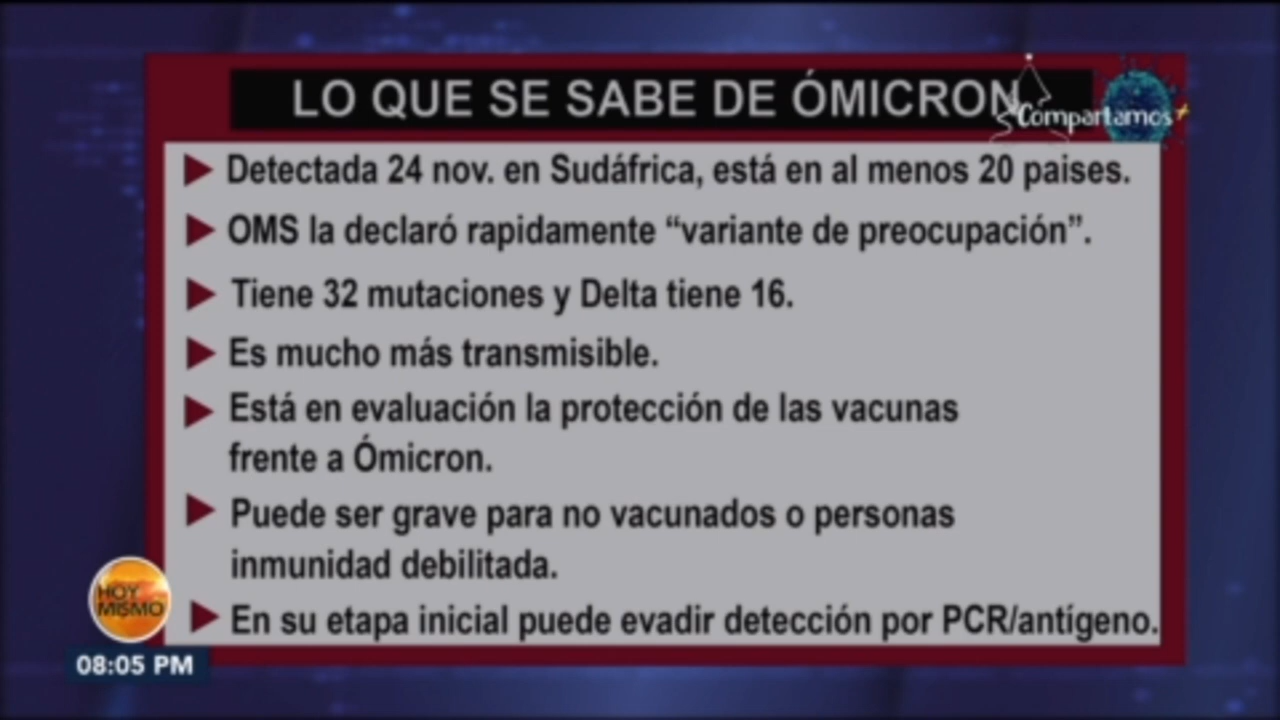 LO QUE SE SABE DE ÓMICRON
Compartamos+
Detectada 24 nov. en Sudáfrica, está en al menos 20 paises.
OMS la declaró rapidamente “variante de preocupación”.
Tiene 32 mutaciones y Delta tiene 16.
Es mucho más transmisible.
Está en evaluación la protección de las vacunas
frente a Ómicron.
Puede ser grave para no vacunados o personas
inmunidad debilitada.
En su etapa inicial puede evadir detección por PCR/antígeno.
HOY
MISMO
08:05 PM